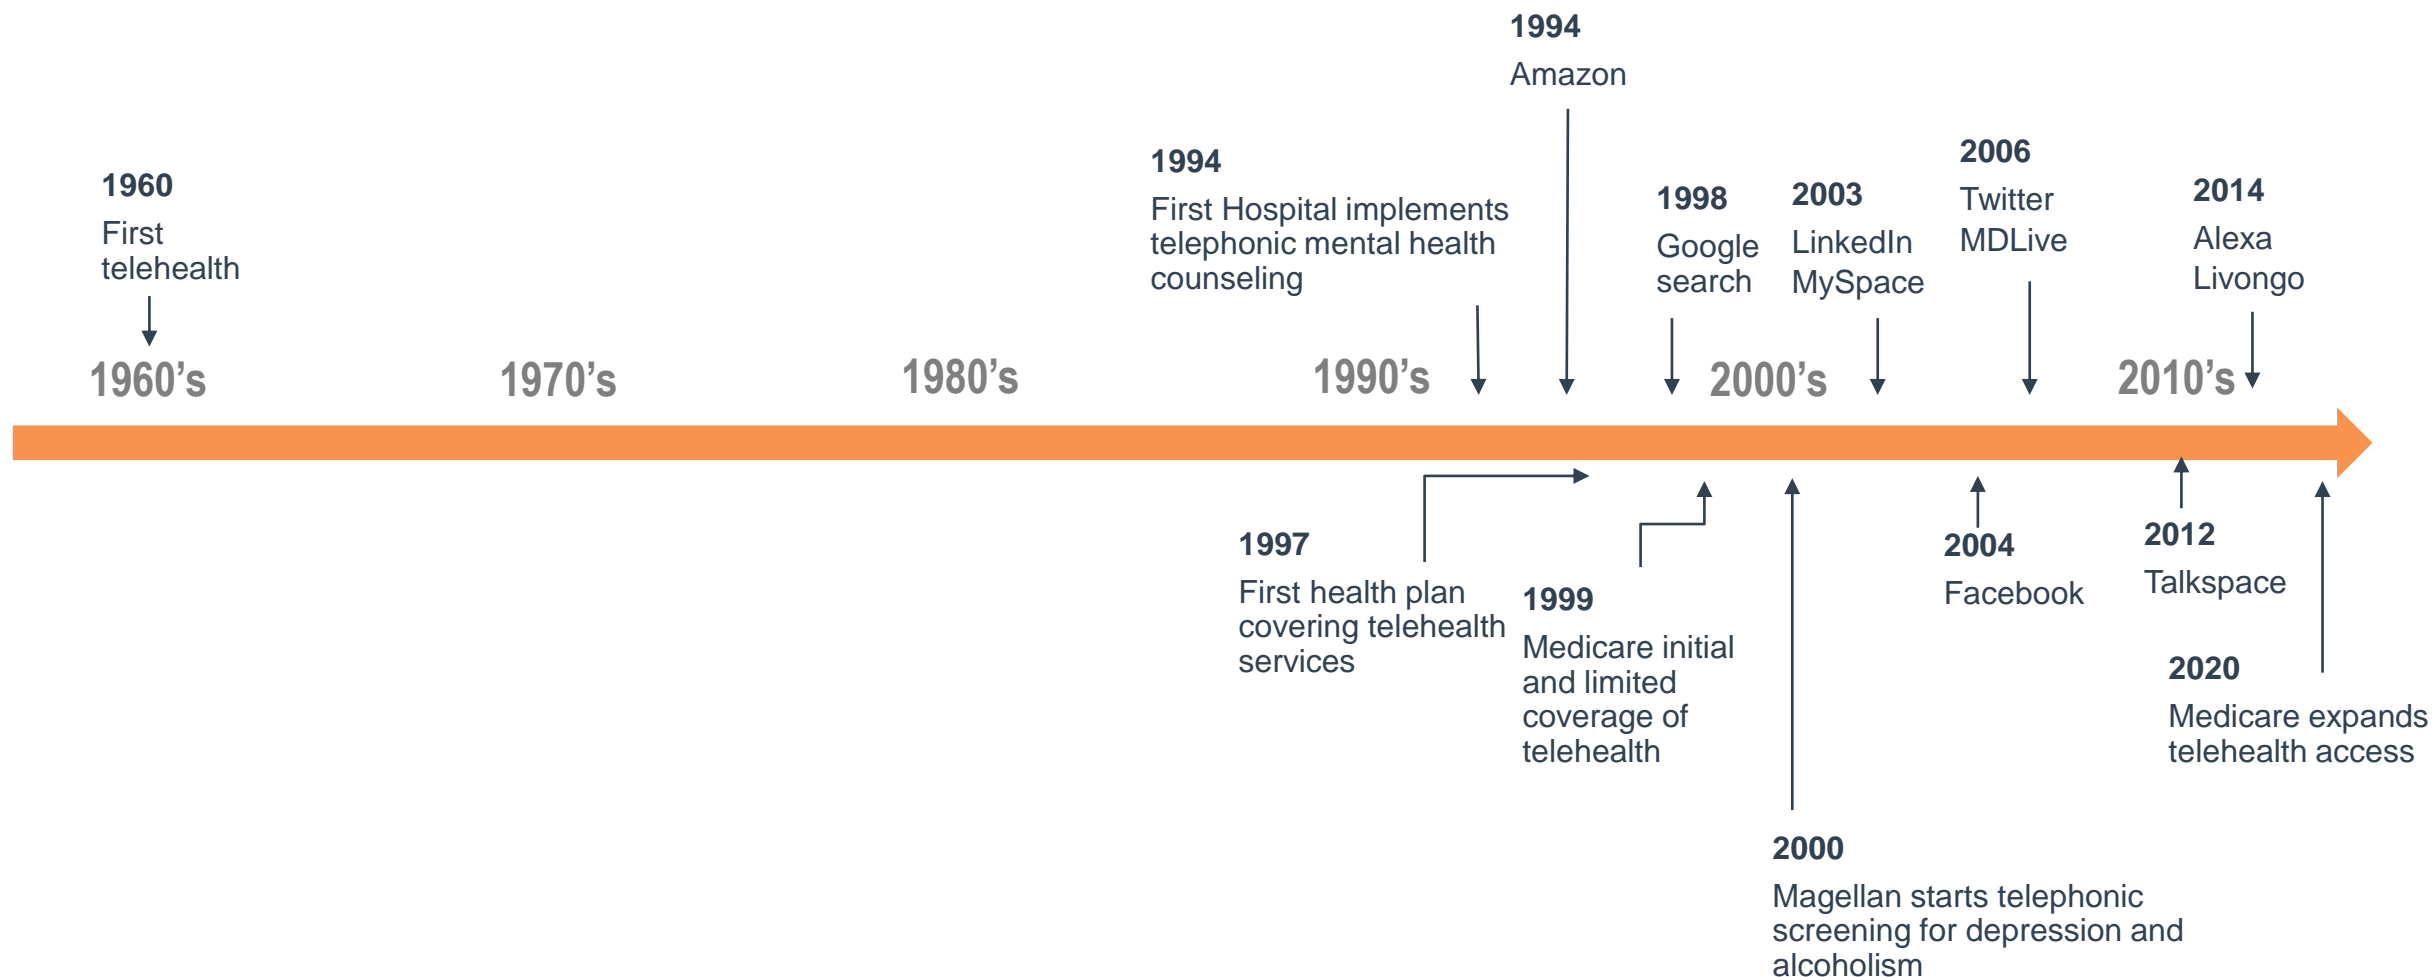 1994
Amazon
1960
First
telehealth
1994
First Hospital implements
telephonic mental health
counseling
1998
Google
search
2003
LinkedIn
MySpace
2006
Twitter
MDLive
2014
Alexa
Livongo
1960’s
1970’s
1980’s
1990’s
2000’s
2010’s
1997
First health plan
covering telehealth
services
1999
Medicare initial
and limited
coverage of
telehealth
2000
Magellan starts telephonic
screening for depression and
alcoholism
2004
Facebook
2012
Talkspace
2020
Medicare expands
telehealth access